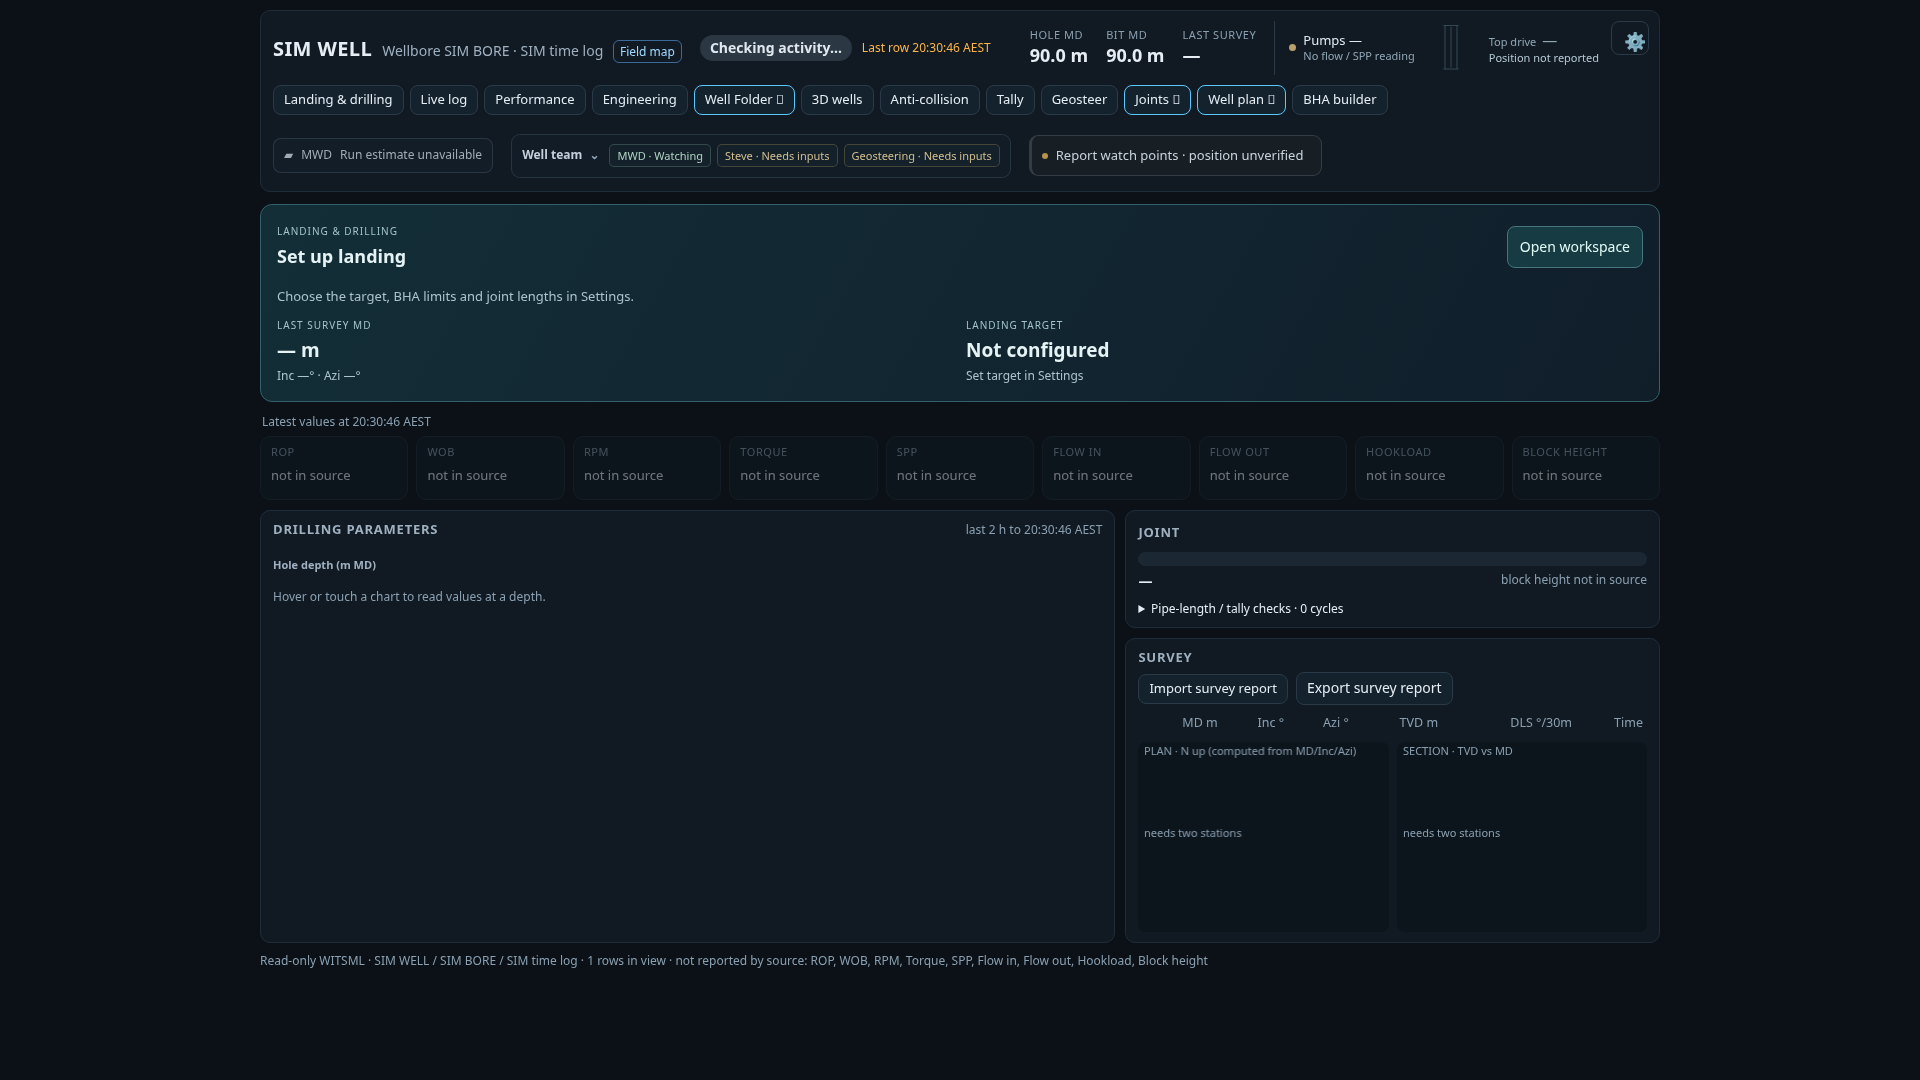 SIM WELL Wellbore SIM BORE · SIM time log Field map Checking activity... Last row 20:30:46 AEST
HOLE MD BIT MD LAST SURVEY
90.0 m 90.0 m —
Pumps —
No flow / SPP reading
Top drive —
Position not reported
Landing & drilling Live log Performance Engineering Well Folder 3D wells Anti-collision Tally Geosteer Joints Well plan BHA builder
MWD Run estimate unavailable Well team MWD · Watching Steve · Needs inputs Geosteering · Needs inputs Report watch points · position unverified
LANDING & DRILLING
Set up landing
Open workspace
Choose the target, BHA limits and joint lengths in Settings.
LAST SURVEY MD LANDING TARGET
— m Not configured
Inc —° · Azi —° Set target in Settings
Latest values at 20:30:46 AEST
ROP WOB RPM TORQUE SPP FLOW IN FLOW OUT HOOKLOAD BLOCK HEIGHT
not in source not in source not in source not in source not in source not in source not in source not in source not in source
DRILLING PARAMETERS last 2 h to 20:30:46 AEST
Hole depth (m MD)
Hover or touch a chart to read values at a depth.
JOINT
— block height not in source
Pipe-length / tally checks · 0 cycles
SURVEY
Import survey report Export survey report
MD m Inc ° Azi ° TVD m DLS °/30m Time
PLAN · N up (computed from MD/Inc/Azi) SECTION · TVD vs MD
needs two stations needs two stations
Read-only WITSML · SIM WELL / SIM BORE / SIM time log · 1 rows in view · not reported by source: ROP, WOB, RPM, Torque, SPP, Flow in, Flow out, Hookload, Block height